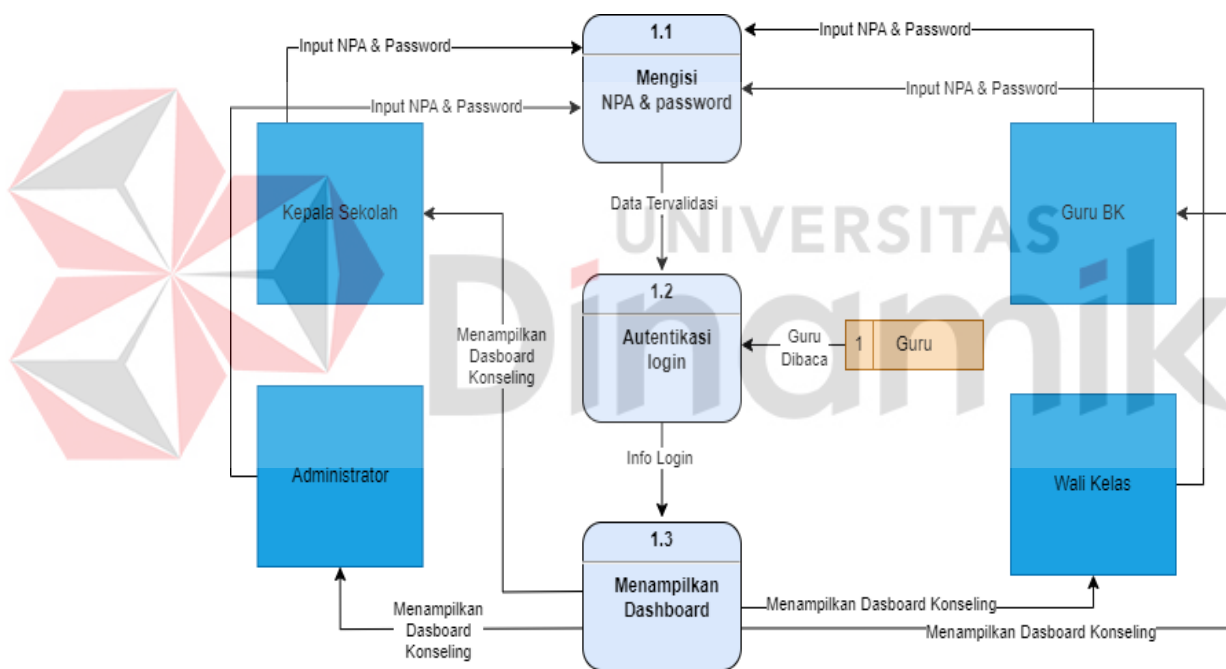 1.1
Mengisi
NPA & password
Input NPA & Password
Input NPA & Password
Input NPA & Password
Input NPA & Password
Kepala Sekolah
Guru BK
Data Tervalidasi
UNIVERSITAS
Dinamika
1.2
Autentikasi
login
Guru
Dibaca
1
Guru
Menampilkan
Dasboard
Konseling
Info Login
Administrator
Wali Kelas
1.3
Menampilkan
Dashboard
Menampilkan
Dasboard
Konseling
Menampilkan Dasboard Konseling
Menampilkan Dasboard Konseling